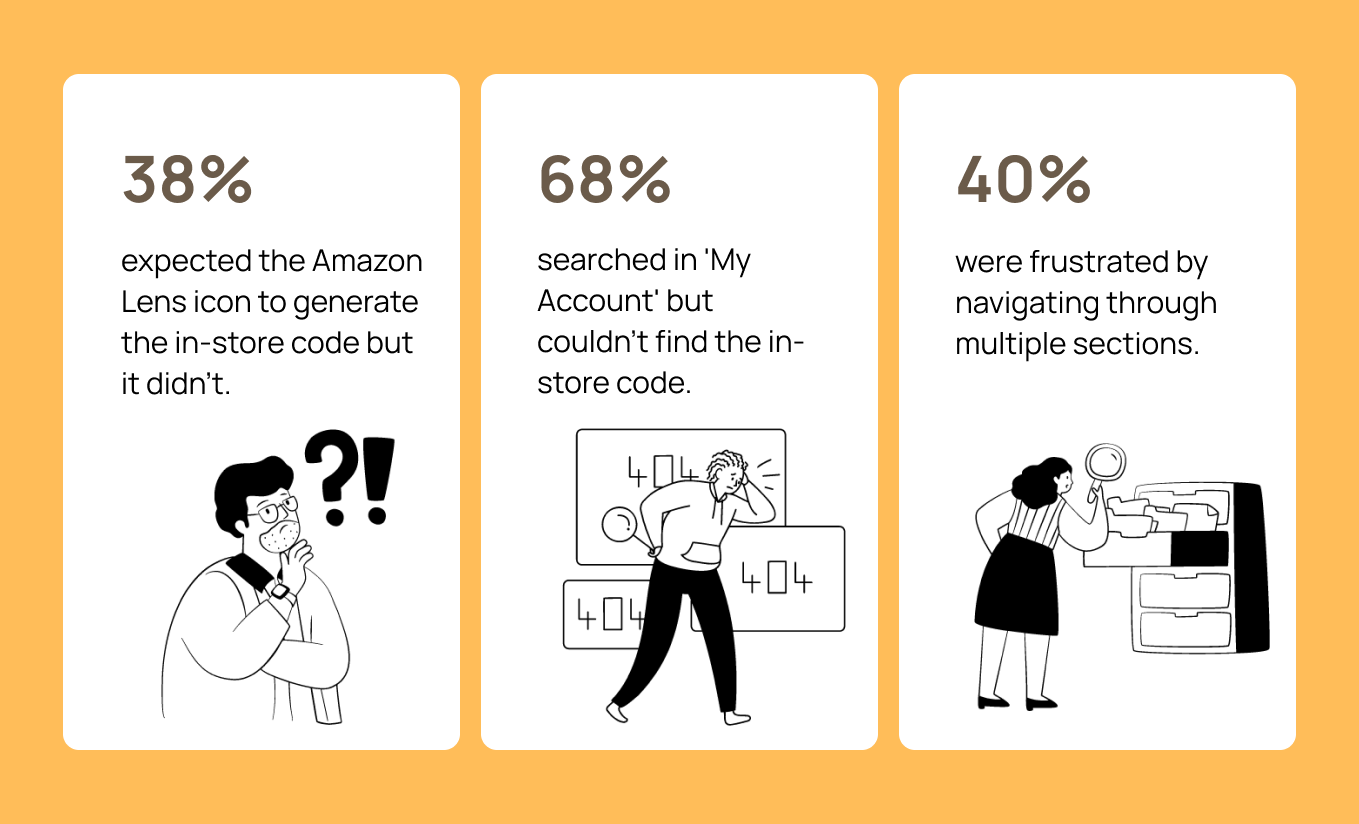 38%
expected the Amazon
Lens icon to generate
the in-store code but
it didn't.
?!
68%
searched in 'My
Account' but
couldn't find the in-
store code.
404
404
404
40%
were frustrated by
navigating through
multiple sections.